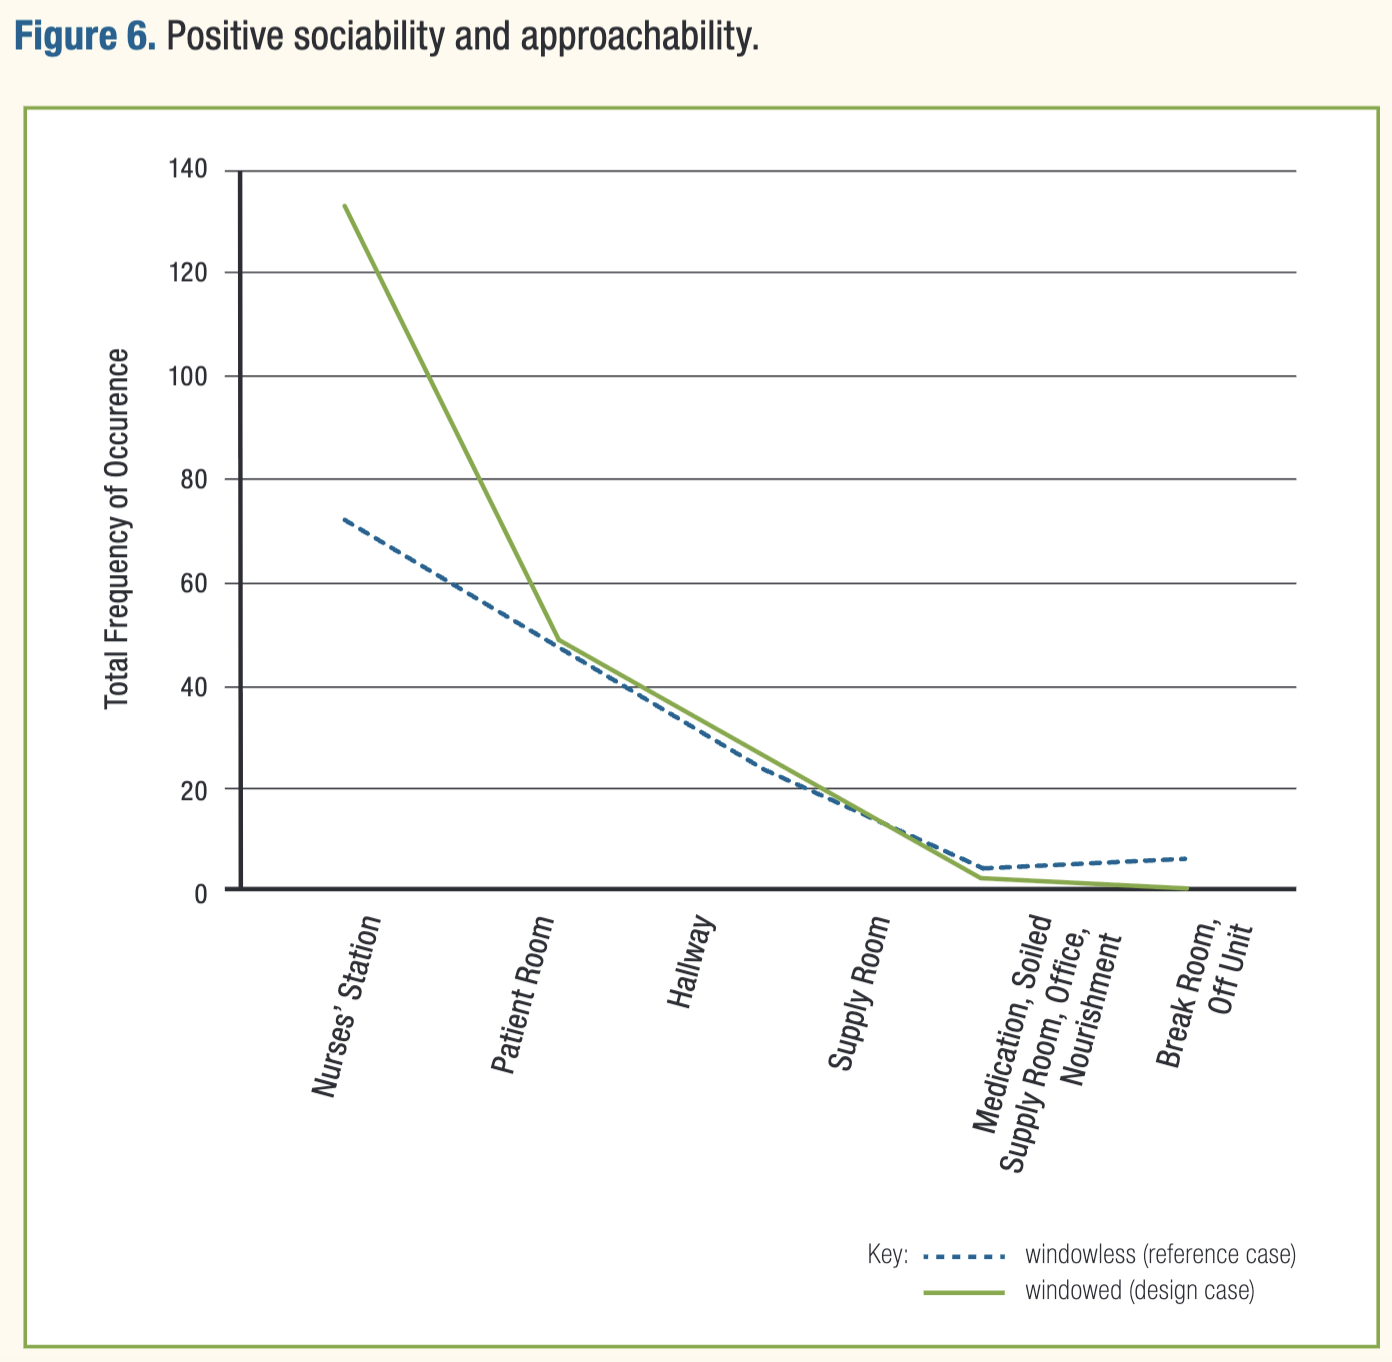 Figure 6. Positive sociability and approachability.
140
120
100
80
60
40
20
0
Total Frequency of Occurence
Nurses’ Station
Patient Room
Hallway
Supply Room
Medication, Soiled
Supply Room, Office,
Nourishment
Break Room,
Off Unit
Key:
windowless (reference case)
windowed (design case)